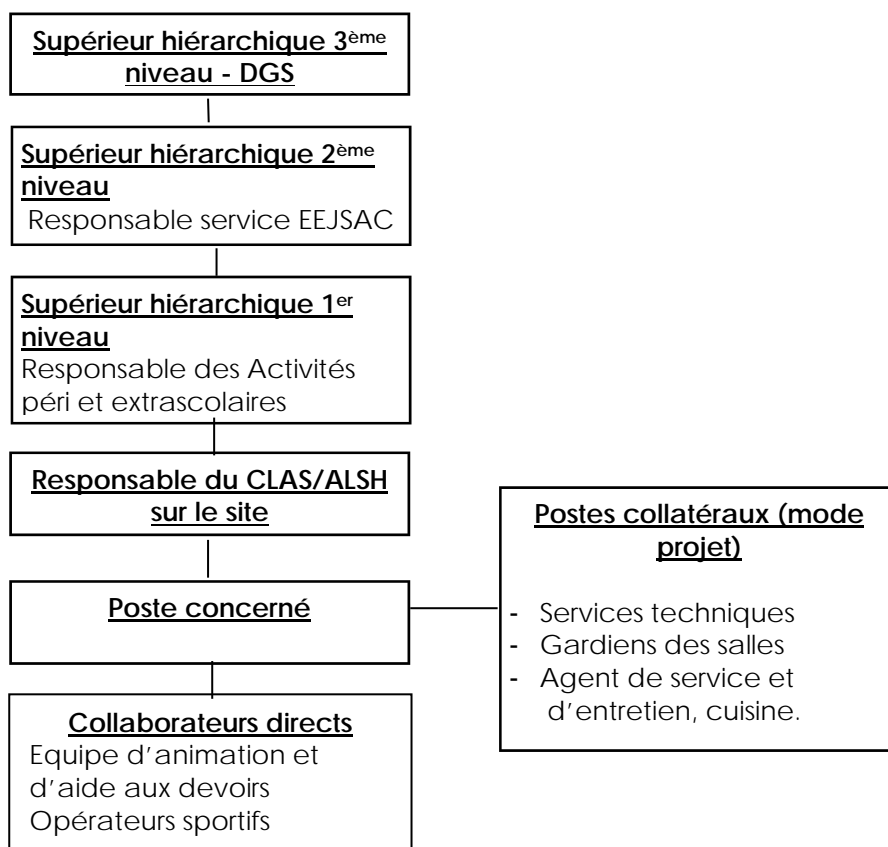 Supérieur hiérarchique 3ème
niveau - DGS
Supérieur hiérarchique 2ème
niveau
Responsable service EEJSAC
Supérieur hiérarchique 1er
niveau
Responsable des Activités
péri et extrascolaires
Responsable du CLAS/ALSH
sur le site
Poste concerné
Collaborateurs directs
Equipe d'animation et
d'aide aux devoirs
Opérateurs sportifs
Postes collatéraux (mode
projet)
- Services techniques
- Gardiens des salles
- Agent de service et
d'entretien, cuisine.